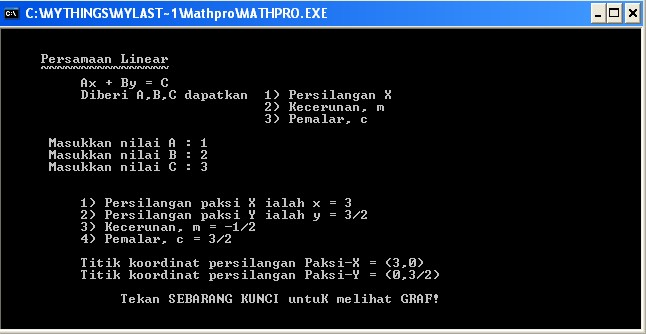 C:\MYTHINGS\MYLAST~1\Mathpro\MATHPRO.EXE
Persamaan Linear
Ax + By = C
Diberi A,B,C dapatkan 1) Persilangan X
2) Kecerunan, m
3) Pemalar, c
Masukkan nilai A : 1
Masukkan nilai B : 2
Masukkan nilai C : 3
1) Persilangan paksi X ialah x = 3
2) Persilangan paksi Y ialah y = 3/2
3) Kecerunan, m = -1/2
4) Pemalar, c = 3/2
Titik koordinat persilangan Paksi-X = (3,0)
Titik koordinat persilangan Paksi-Y = (0,3/2)
Tekan SEBARANG KUNCI untuK melihat GRAF!